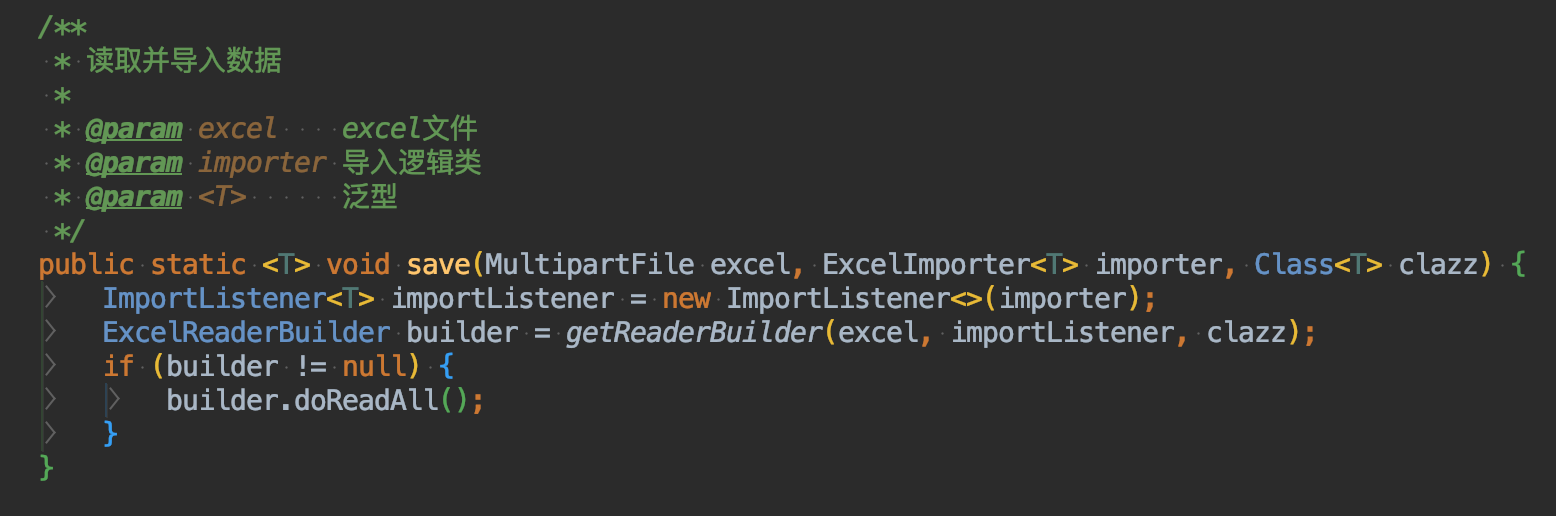 /**
 * 读取并导入数据
 *
 * @param excel    excel文件
 * @param importer 导入逻辑类
 * @param <T>      泛型
 */
public static <T> void save(MultipartFile excel, ExcelImporter<T> importer, Class<T> clazz) {
    ImportListener<T> importListener = new ImportListener<>(importer);
    ExcelReaderBuilder builder = getReaderBuilder(excel, importListener, clazz);
    if (builder != null) {
        builder.doReadAll();
    }
}